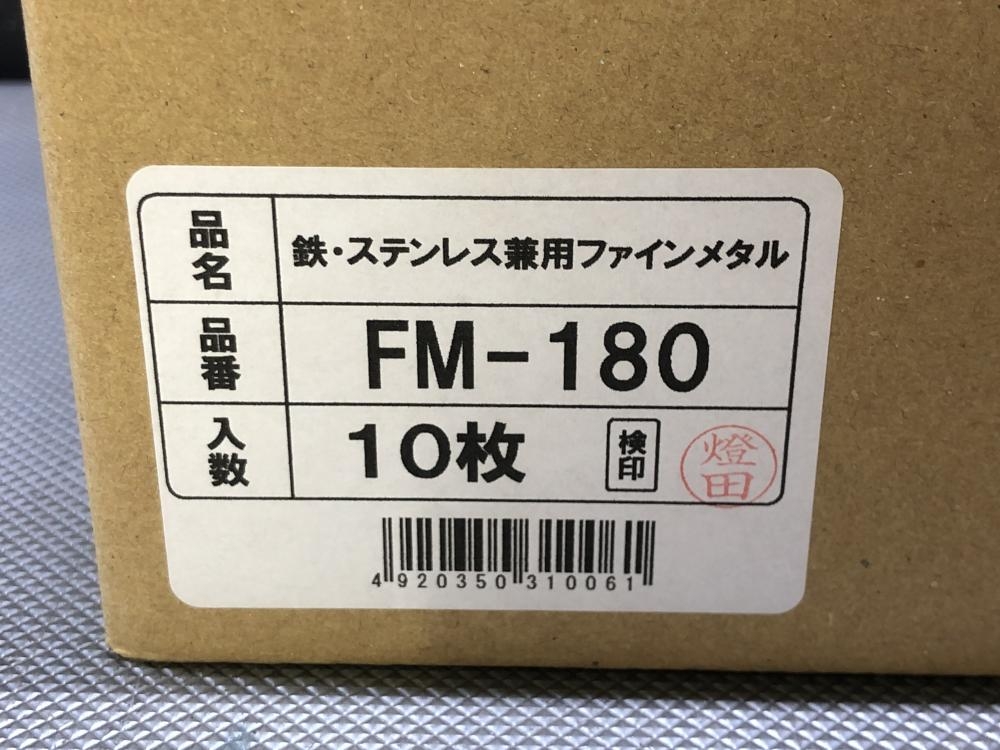 品名 鉄・ステンレス兼用ファインメタル
品番 FM-180
入数 10枚 検印 燈田
4920350310061